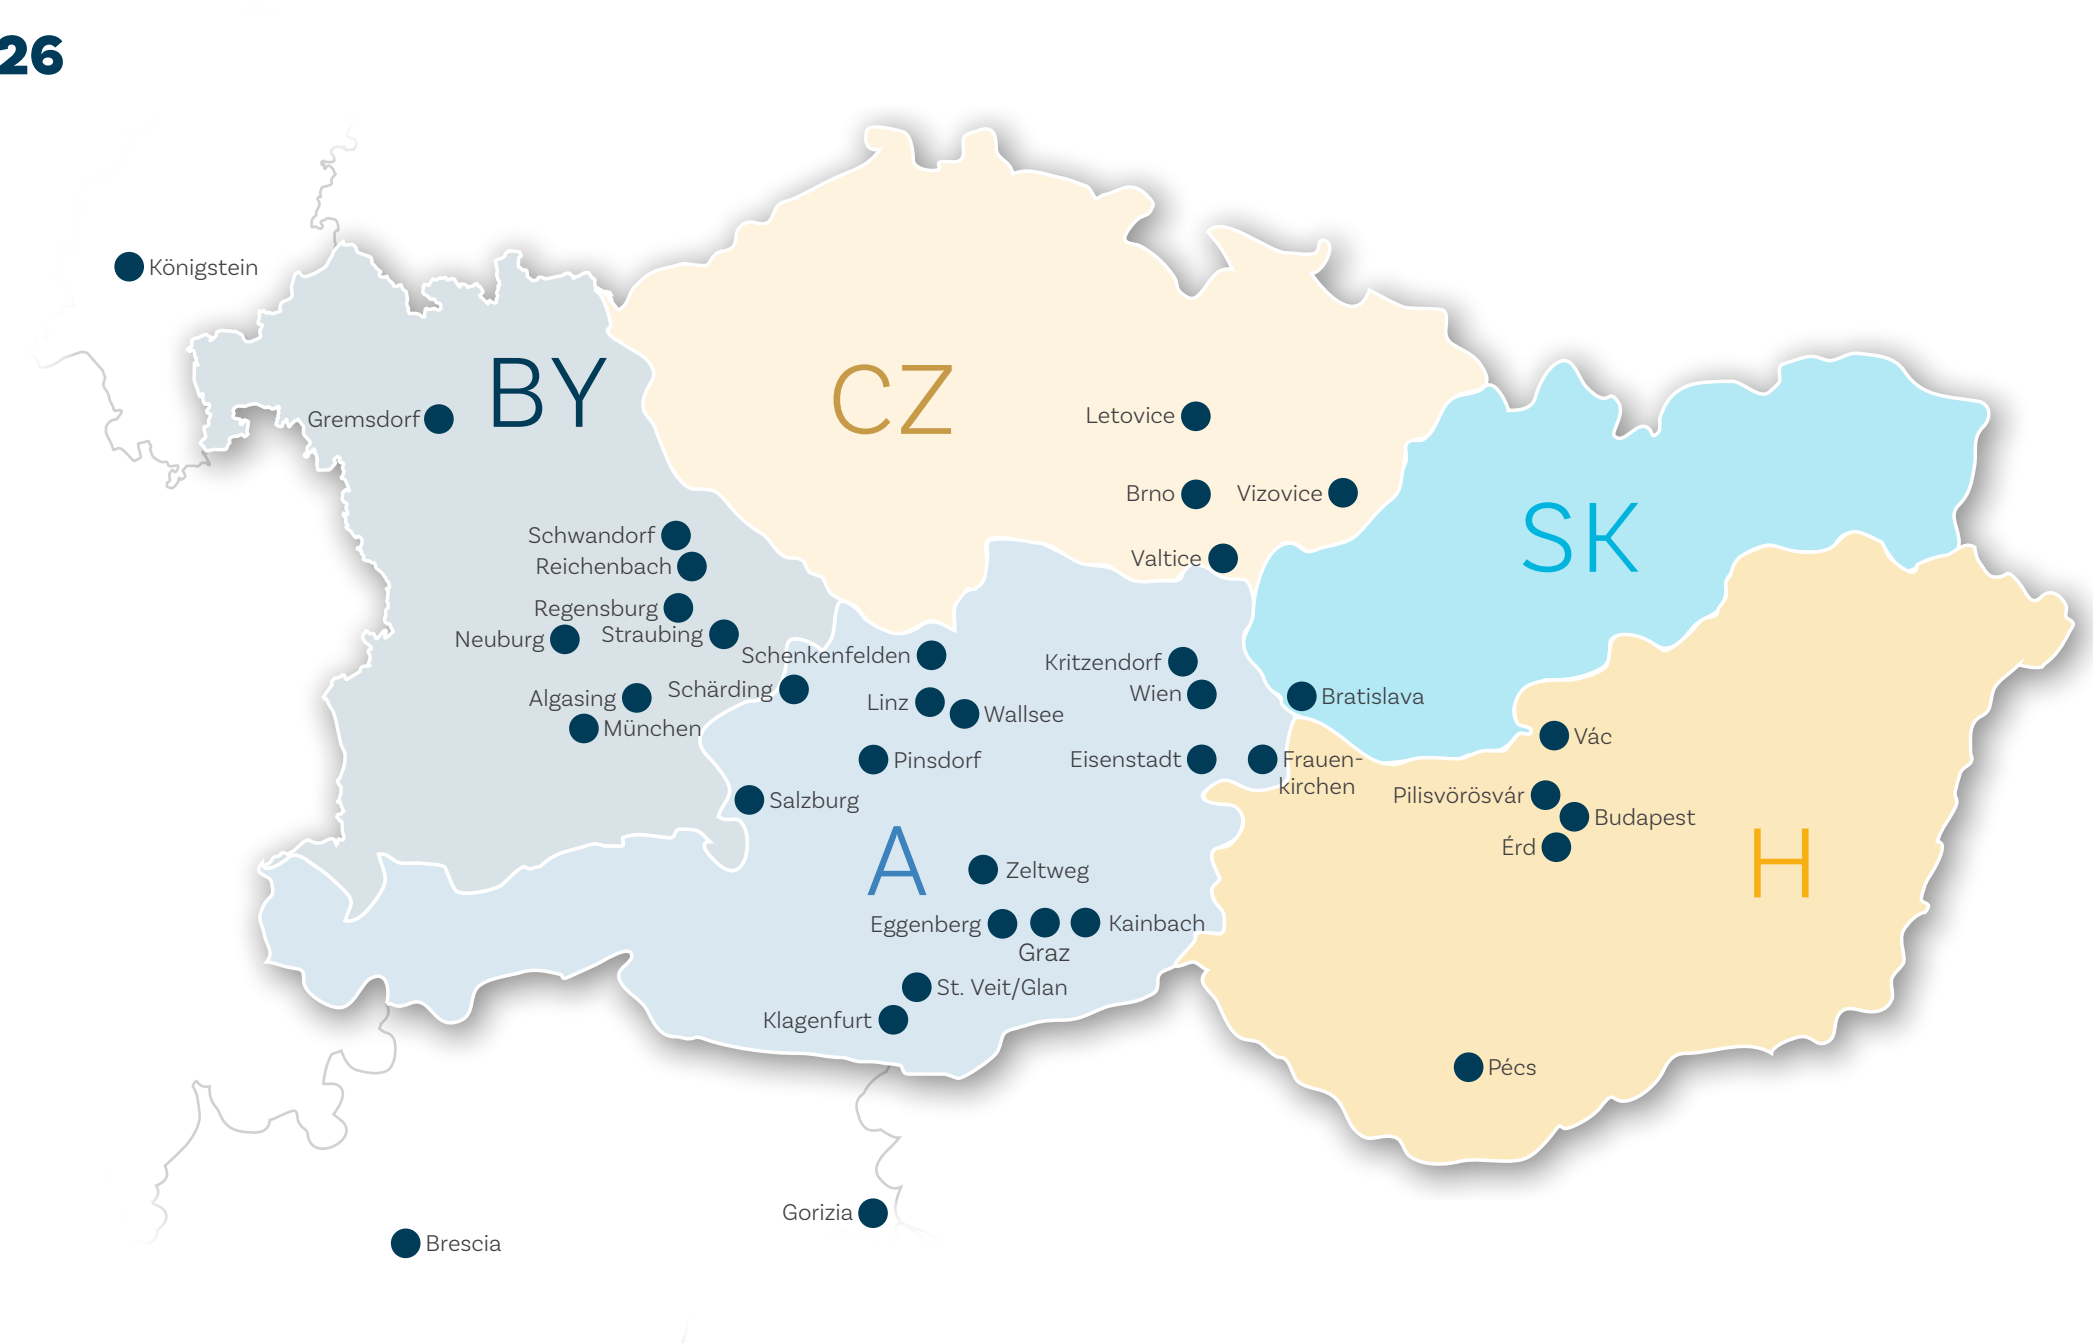 26
Königstein
BY
CZ
Gremsdorf
Letovice
Brno
Vizovice
SK
Schwandorf
Reichenbach
Valtice
Regensburg
Neuburg
Straubing
Schenkenfelden
Kritzendorf
Algasing
Schärding
Linz
Wien
Bratislava
München
Wallsee
Vác
Pinsdorf
Eisenstadt
Frauen-
kirchen
Salzburg
Pilisvörösvár
Budapest
Érd
A
H
Zeltweg
Eggenberg
Kainbach
Graz
St. Veit/Glan
Klagenfurt
Pécs
Gorizia
Brescia